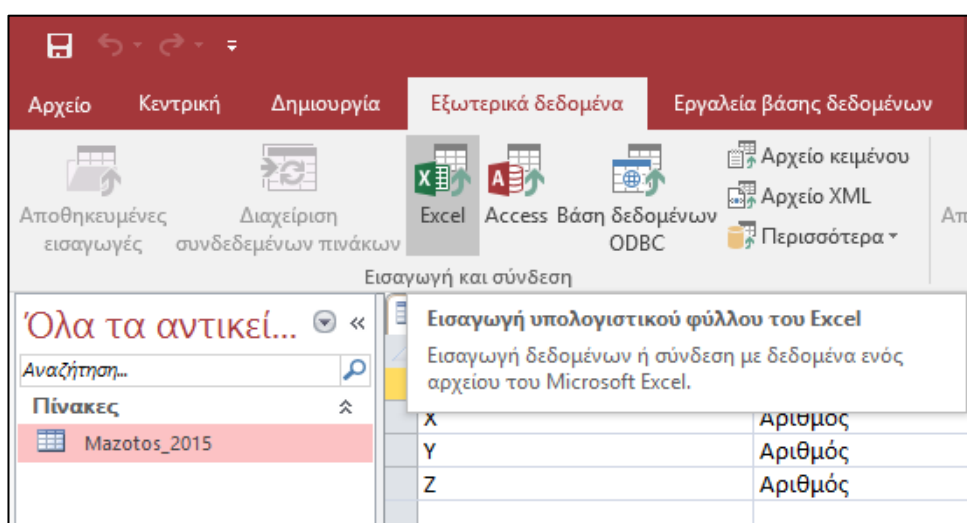 Αρχείο Κεντρική Δημιουργία Εξωτερικά δεδομένα Εργαλεία βάσης δεδομένων
Αποθηκευμένες εισαγωγές
Διαχείριση συνδεδεμένων πινάκων
Excel
Access
Βάση δεδομένων ODBC
Αρχείο κειμένου
Αρχείο XML
Περισσότερα
Εισαγωγή και σύνδεση
Όλα τα αντικεί...
Αναζήτηση...
Πίνακες
Mazotos_2015
Εισαγωγή υπολογιστικού φύλλου του Excel
Εισαγωγή δεδομένων ή σύνδεση με δεδομένα ενός
αρχείου του Microsoft Excel.
X Αριθμός
Y Αριθμός
Z Αριθμός